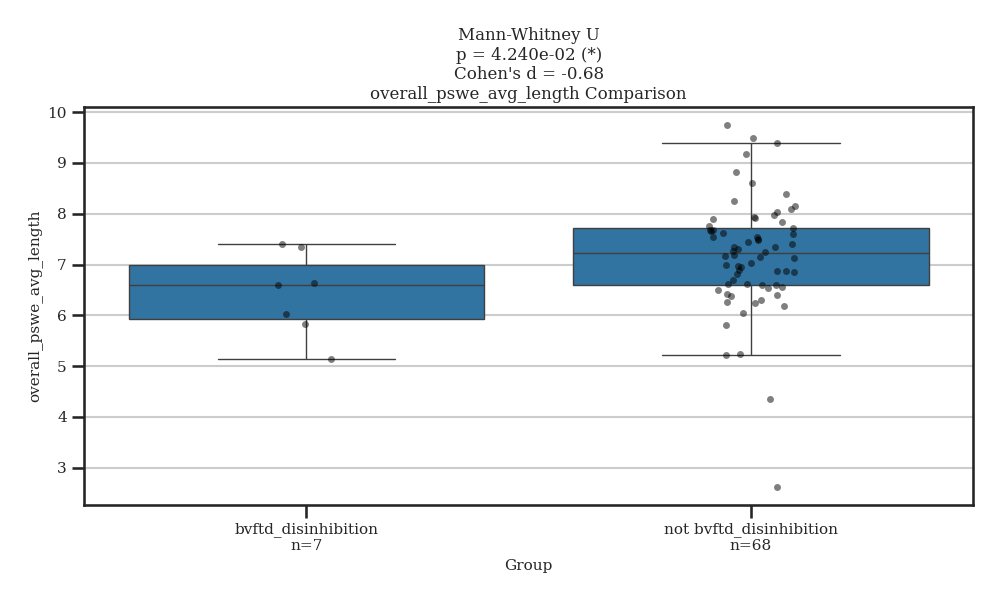 Mann-Whitney U
p = 4.240e-02 (*)
Cohen's d = -0.68
overall_pswe_avg_length Comparison
overall_pswe_avg_length
10
9
8
7
6
5
4
3
bvftd_disinhibition
n=7
not bvftd_disinhibition
n=68
Group